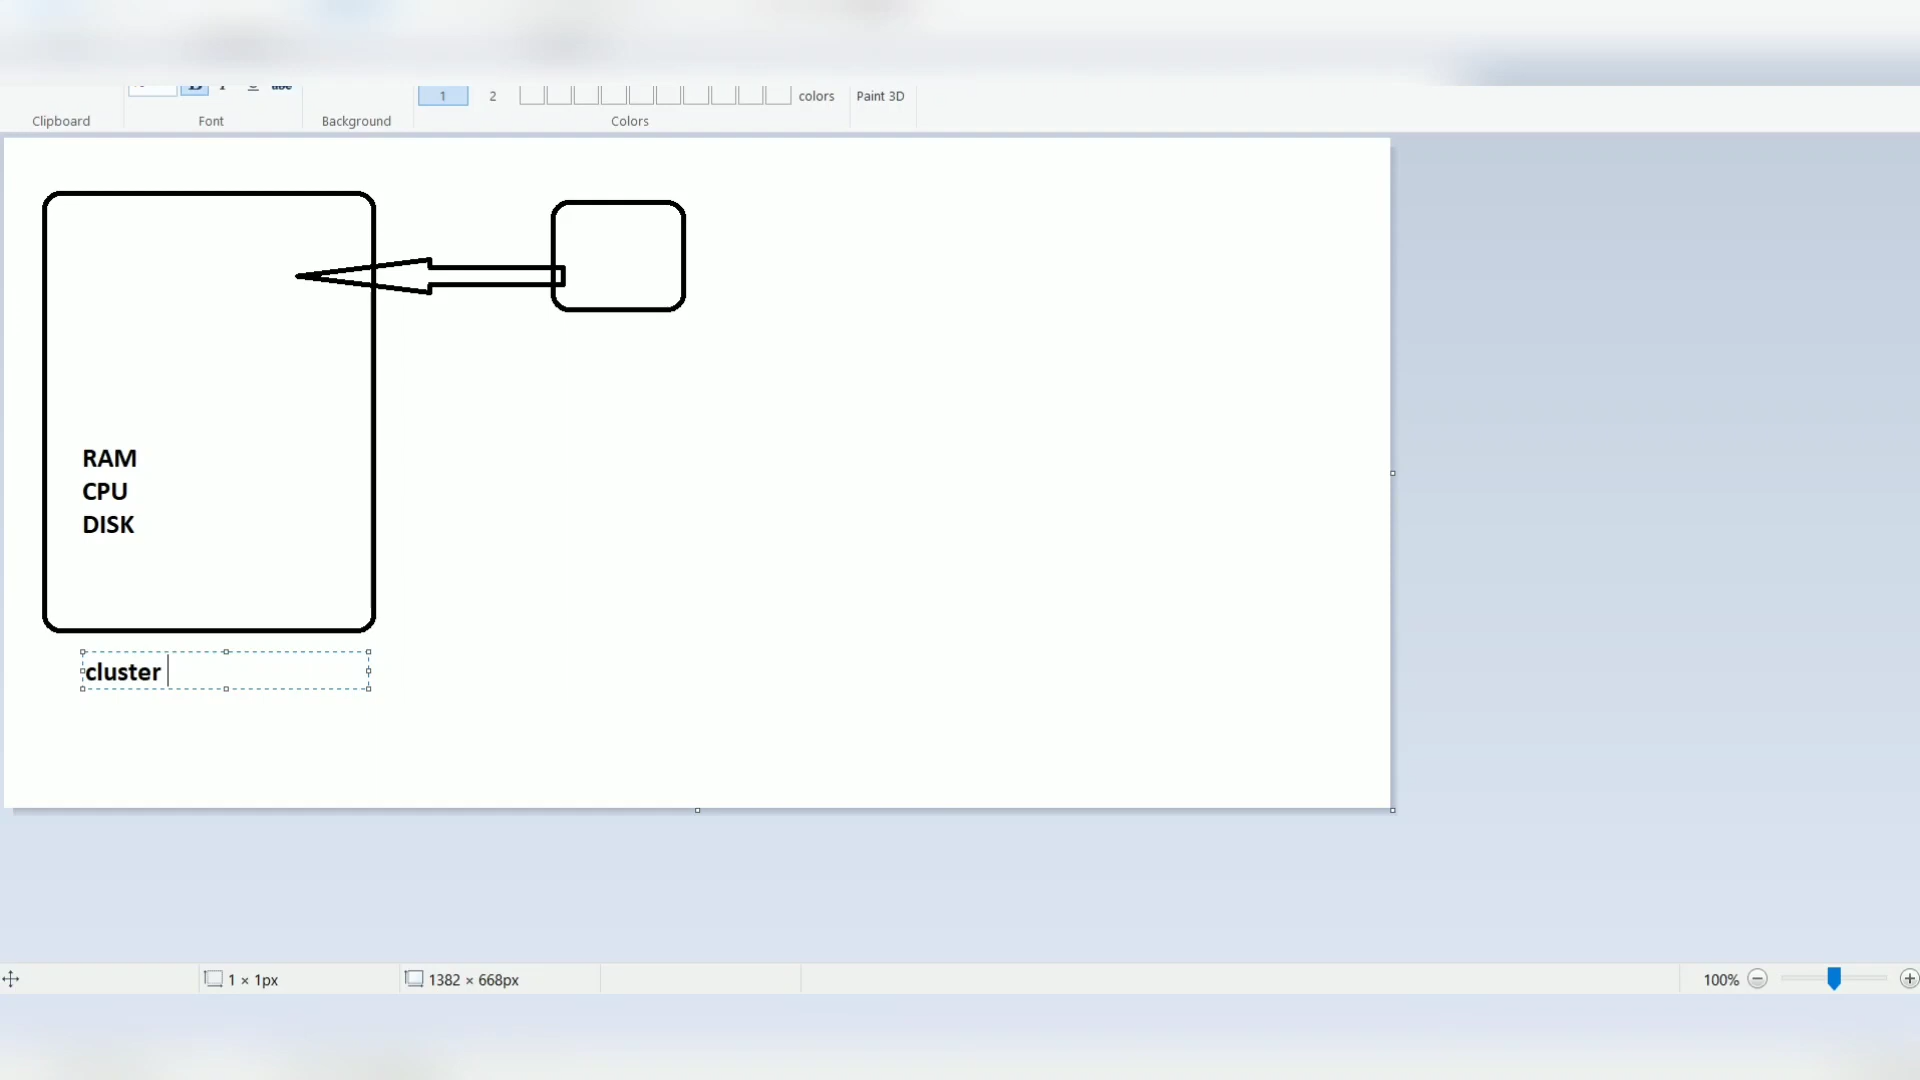 1
2
colors
Paint 3D
Clipboard
Font
Background
Colors
RAM
CPU
DISK
cluster
1 × 1px
1382 × 668px
100%